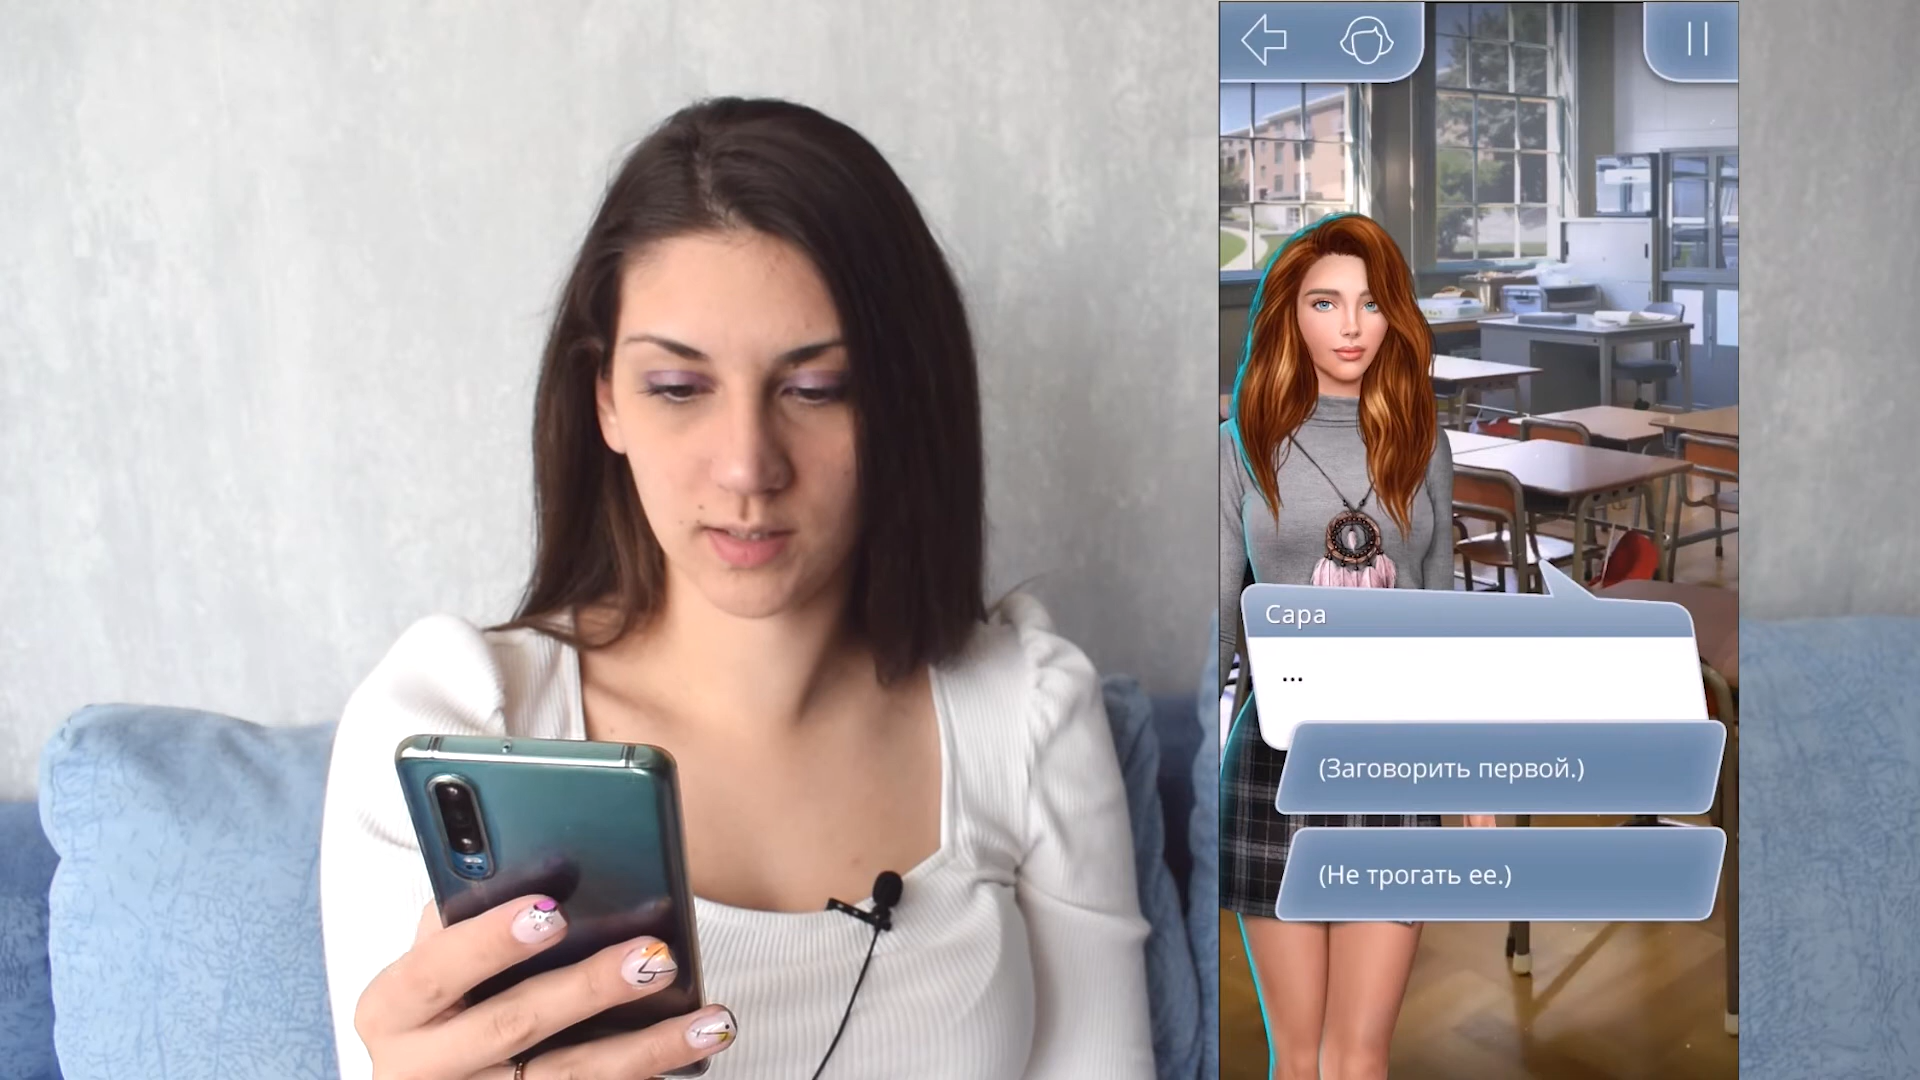 Сара
...
(Заговорить первой.)
(Не трогать ее.)